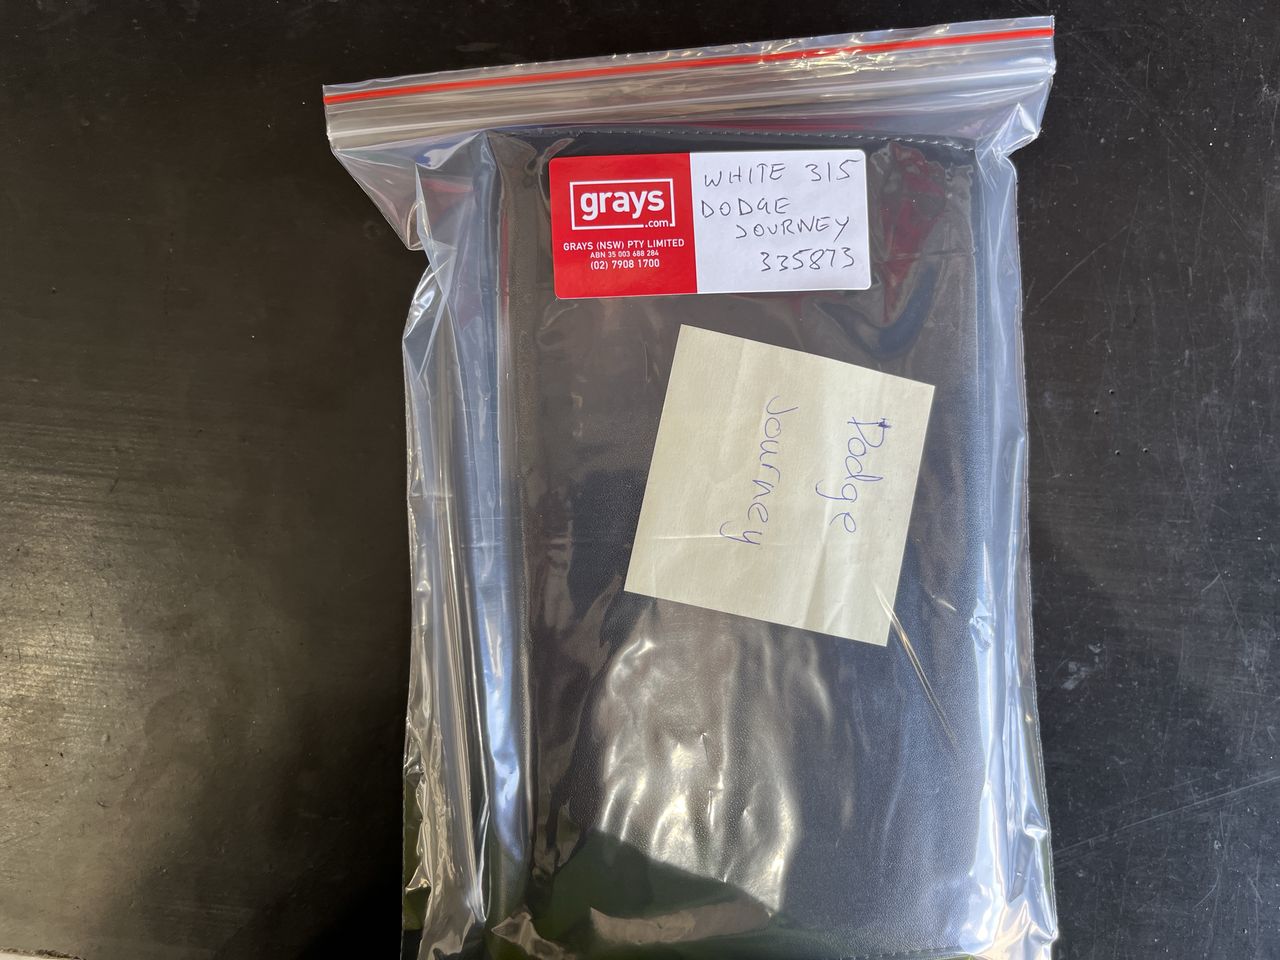 grays
.com
GRAYS (NSW) PTY LIMITED
ABN 35 003 688 284
(02) 7908 1700
WHITE 315
DODGE
JOURNEY
335873
Dodge
Journey